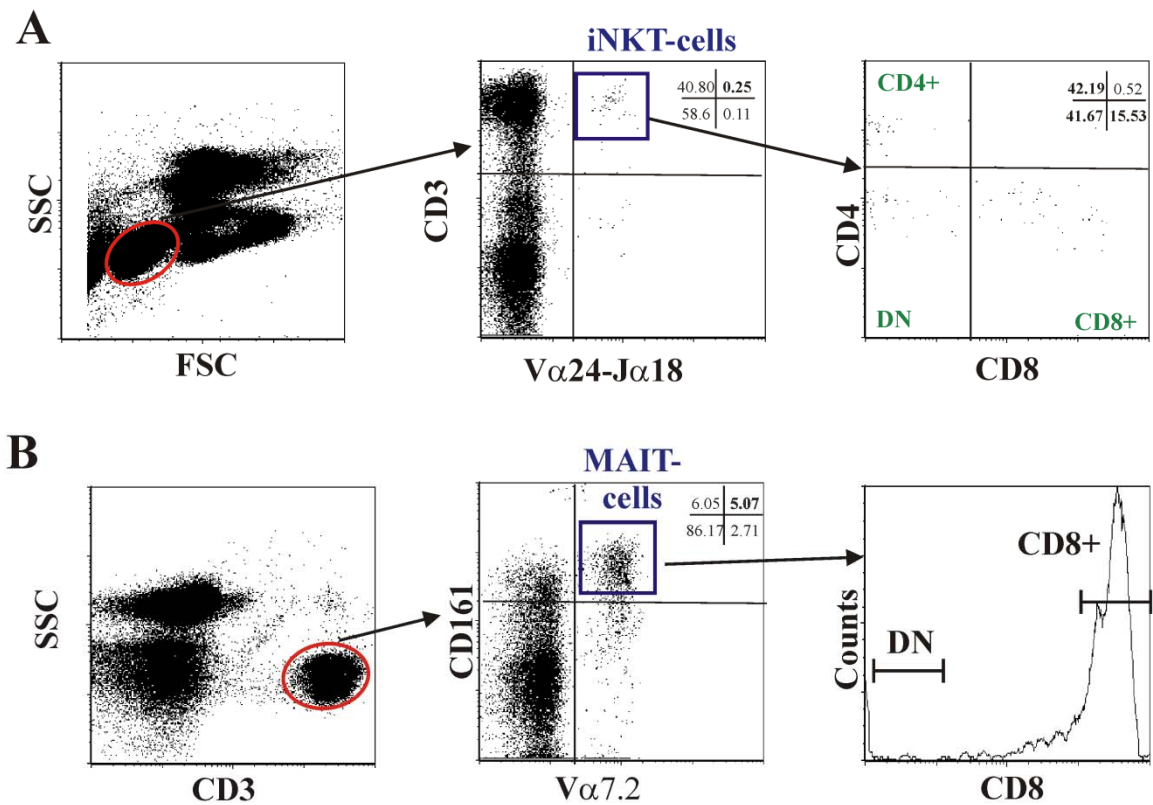 A
SSC
FSC
iNKT-cells
CD3
40.80 0.25
58.6 0.11
Vα24-Jα18
CD4+
42.19 0.52
41.67 15.53
CD4
DN CD8+
CD8
B
SSC
CD3
MAIT-
cells
CD161
6.05 5.07
86.17 2.71
Vα7.2
Counts
CD8+
DN
CD8